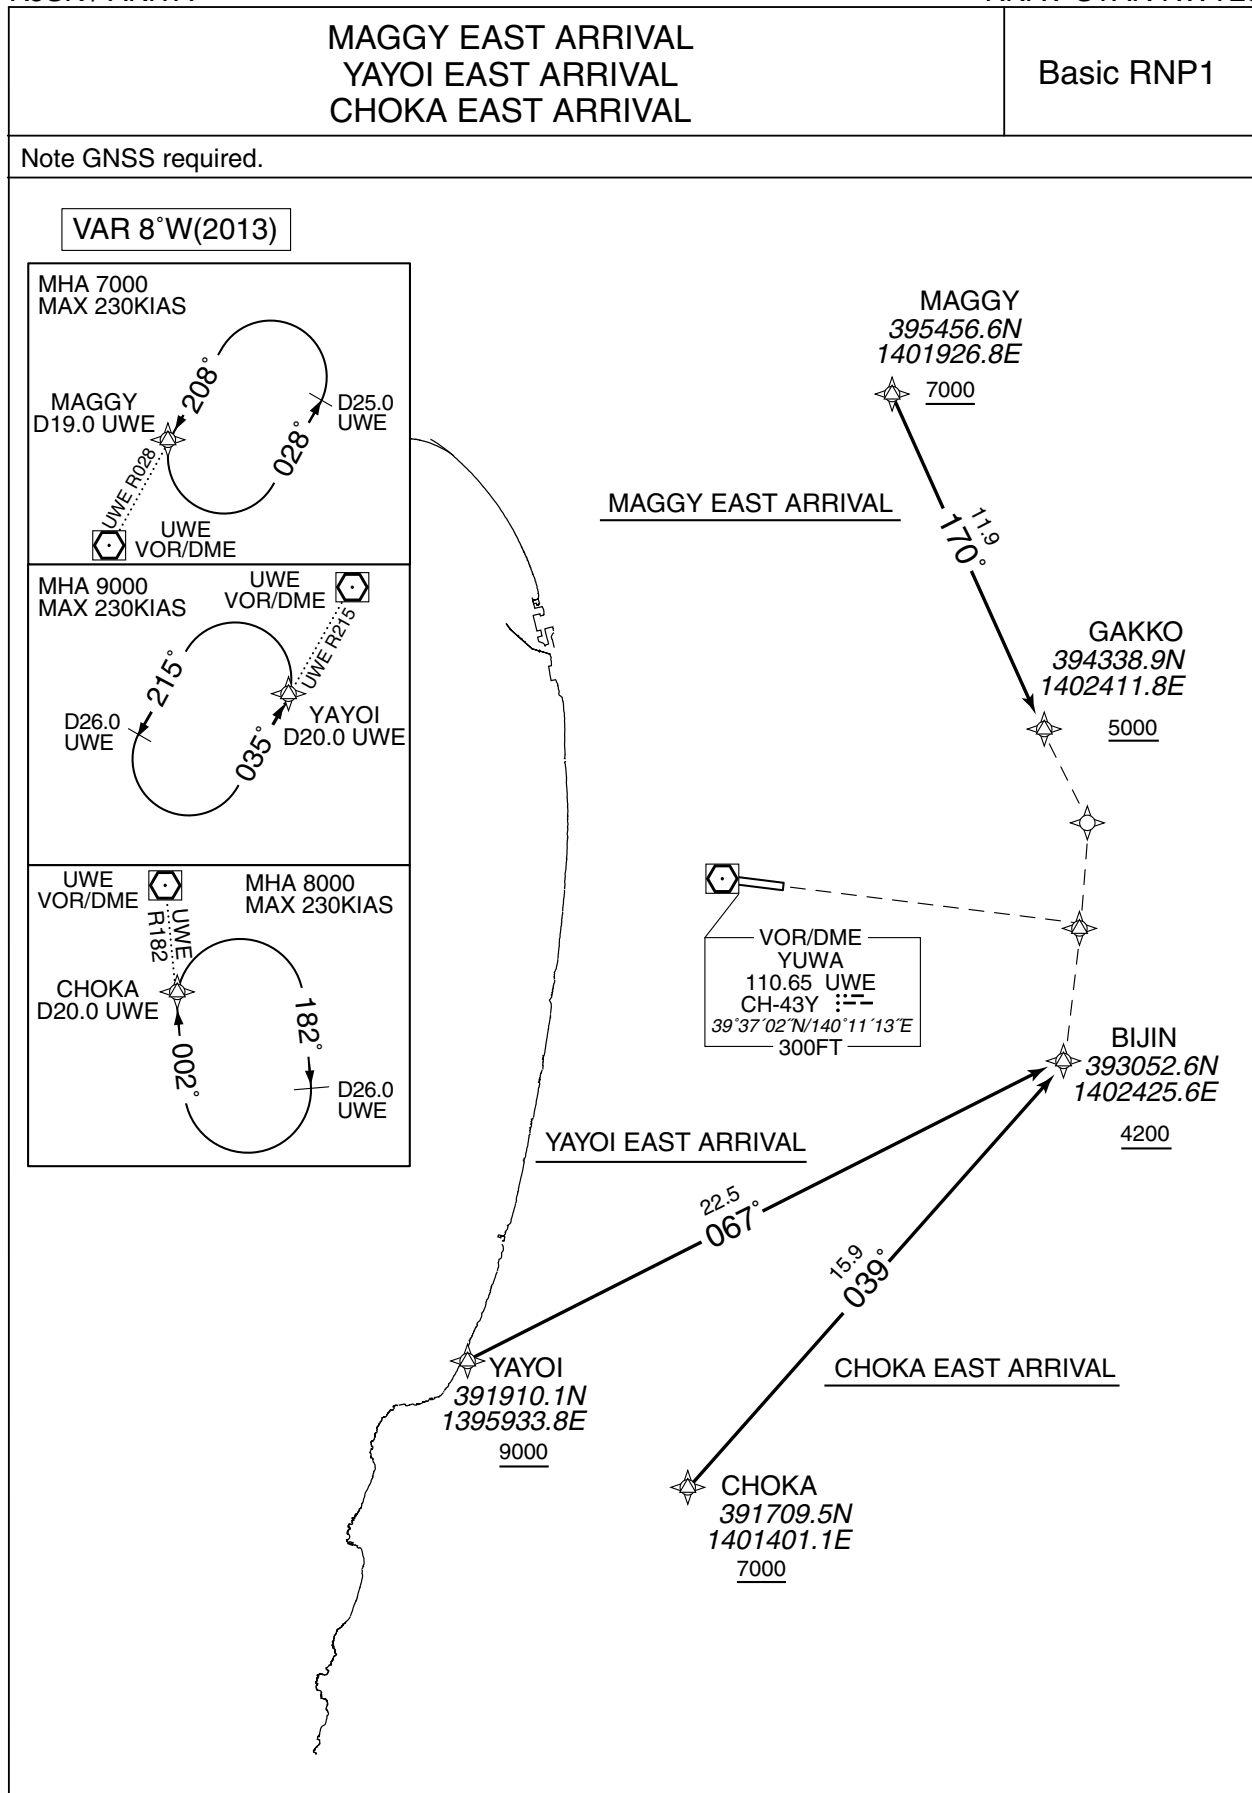 MAGGY EAST ARRIVAL
YAYOI EAST ARRIVAL
CHOKA EAST ARRIVAL
Basic RNP1
Note GNSS required.
VAR 8°W(2013)
MHA 7000
MAX 230KIAS
208°
MAGGY
D19.0 UWE
D25.0
UWE
028°
UWE R028
UWE
VOR/DME
MHA 9000
MAX 230KIAS
UWE
VOR/DME
UWE R215
215°
D26.0
UWE
YAYOI
D20.0 UWE
035°
UWE
VOR/DME
MHA 8000
MAX 230KIAS
UWE
R182
CHOKA
D20.0 UWE
182°
002°
D26.0
UWE
MAGGY
395456.6N
1401926.8E
7000
MAGGY EAST ARRIVAL
11.9
170°
GAKKO
394338.9N
1402411.8E
5000
VOR/DME
YUWA
110.65 UWE
CH-43Y
39°37´02˝N/140°11´13˝E
300FT
BIJIN
393052.6N
1402425.6E
4200
YAYOI EAST ARRIVAL
22.5
067°
15.9
039°
YAYOI
391910.1N
1395933.8E
9000
CHOKA EAST ARRIVAL
CHOKA
391709.5N
1401401.1E
7000